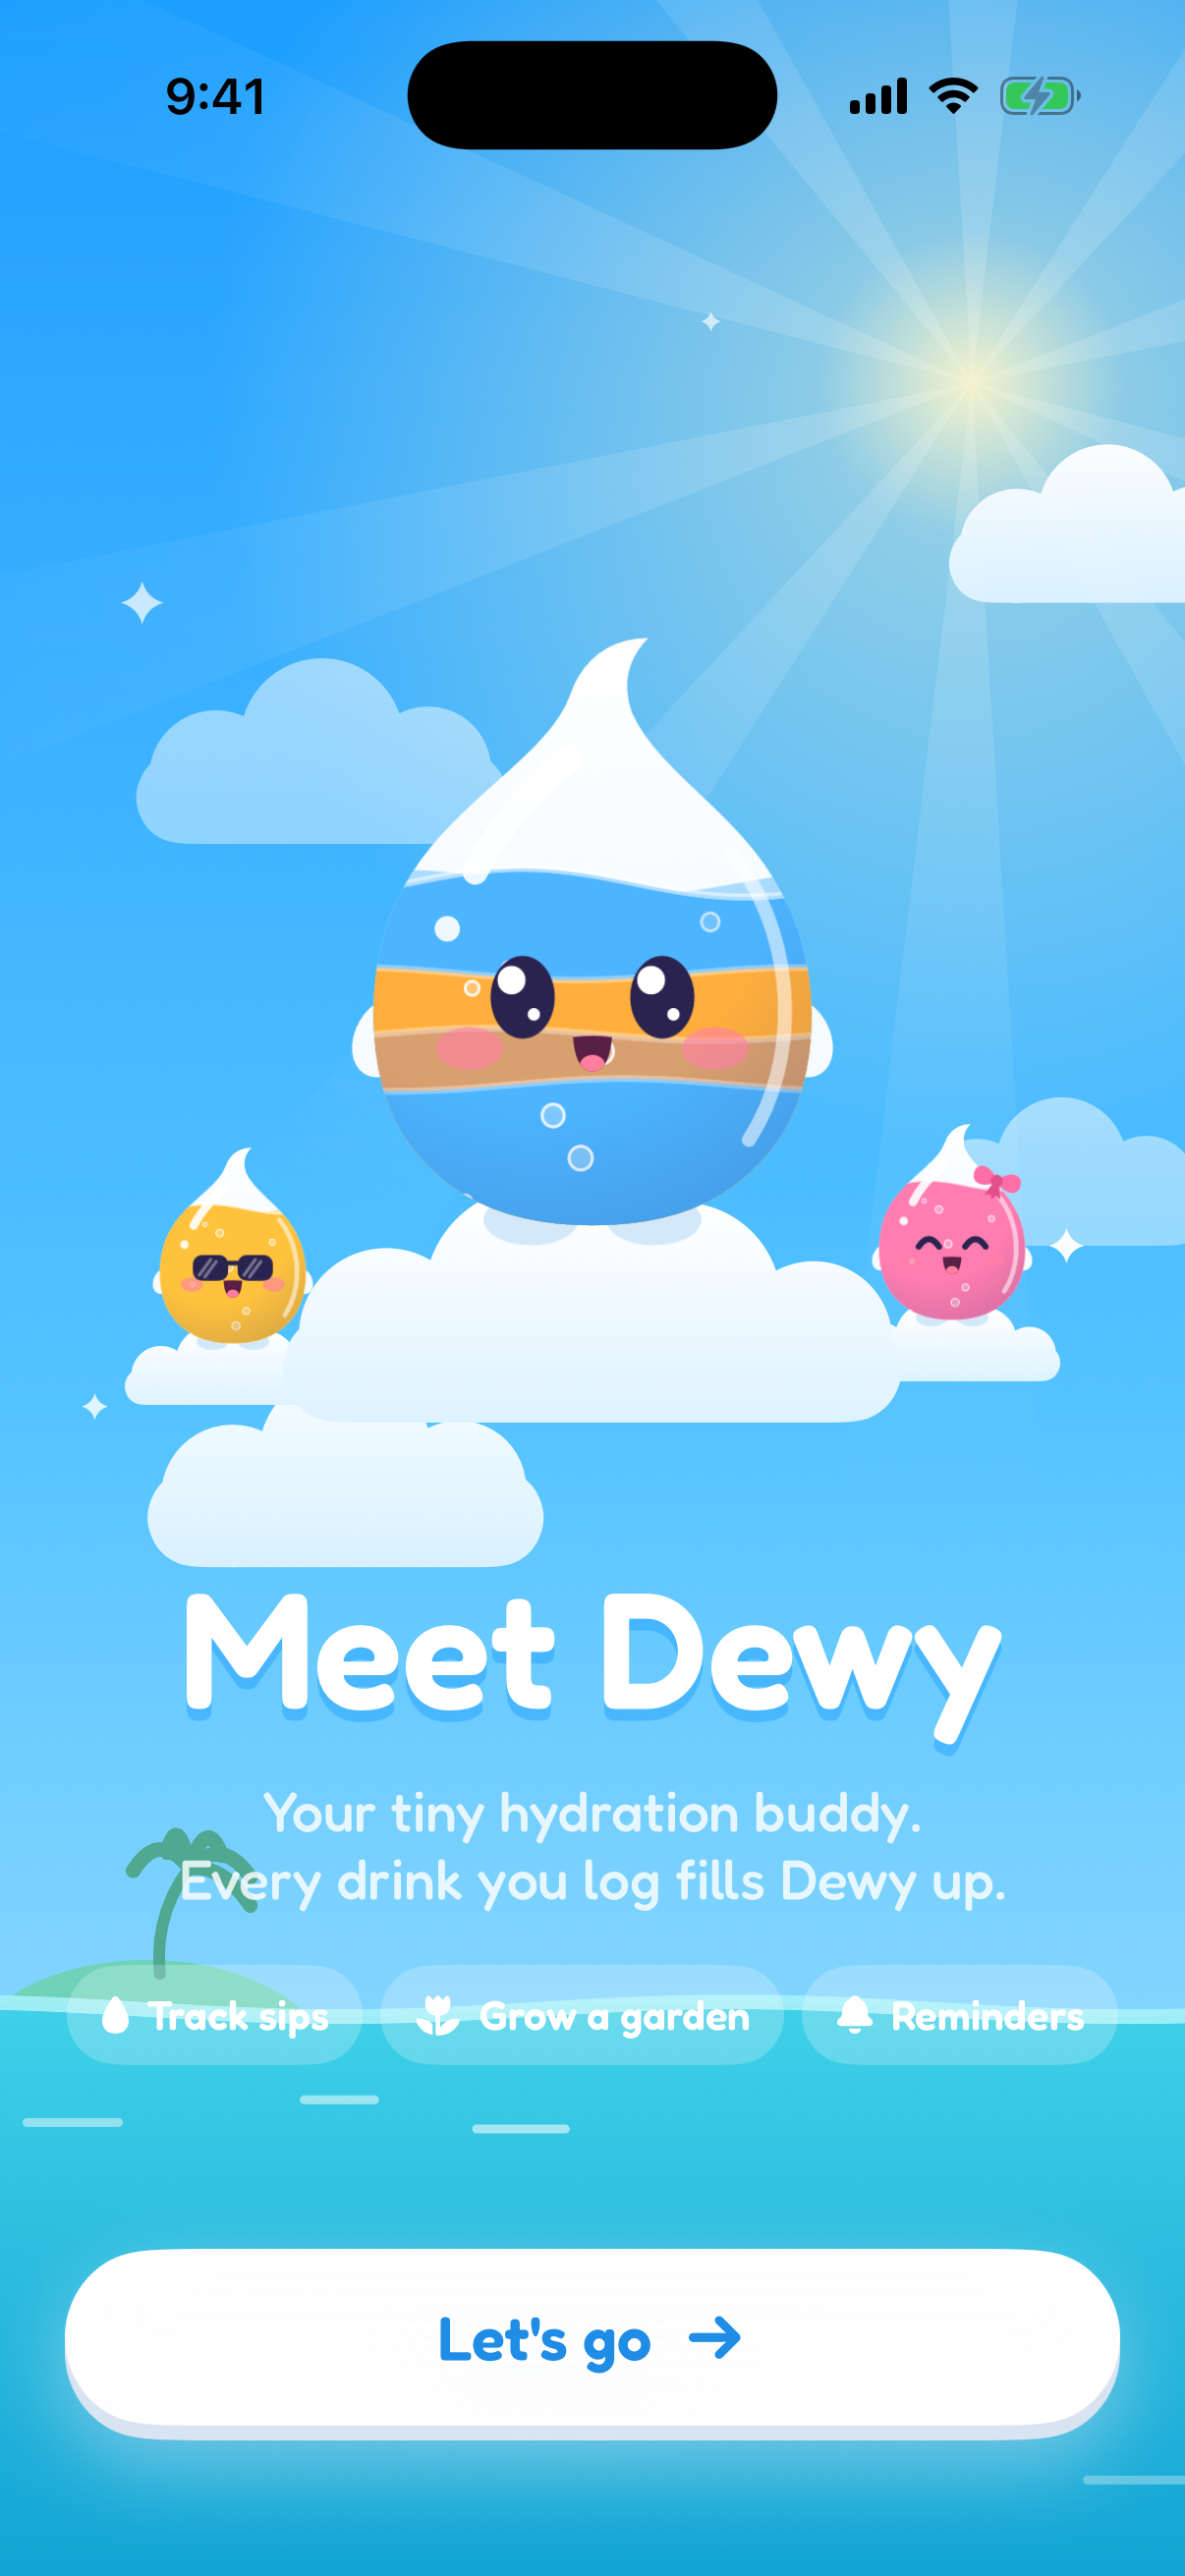 9:41
Meet Dewy
Your tiny hydration buddy.
Every drink you log fills Dewy up.
Track sips
Grow a garden
Reminders
Let's go